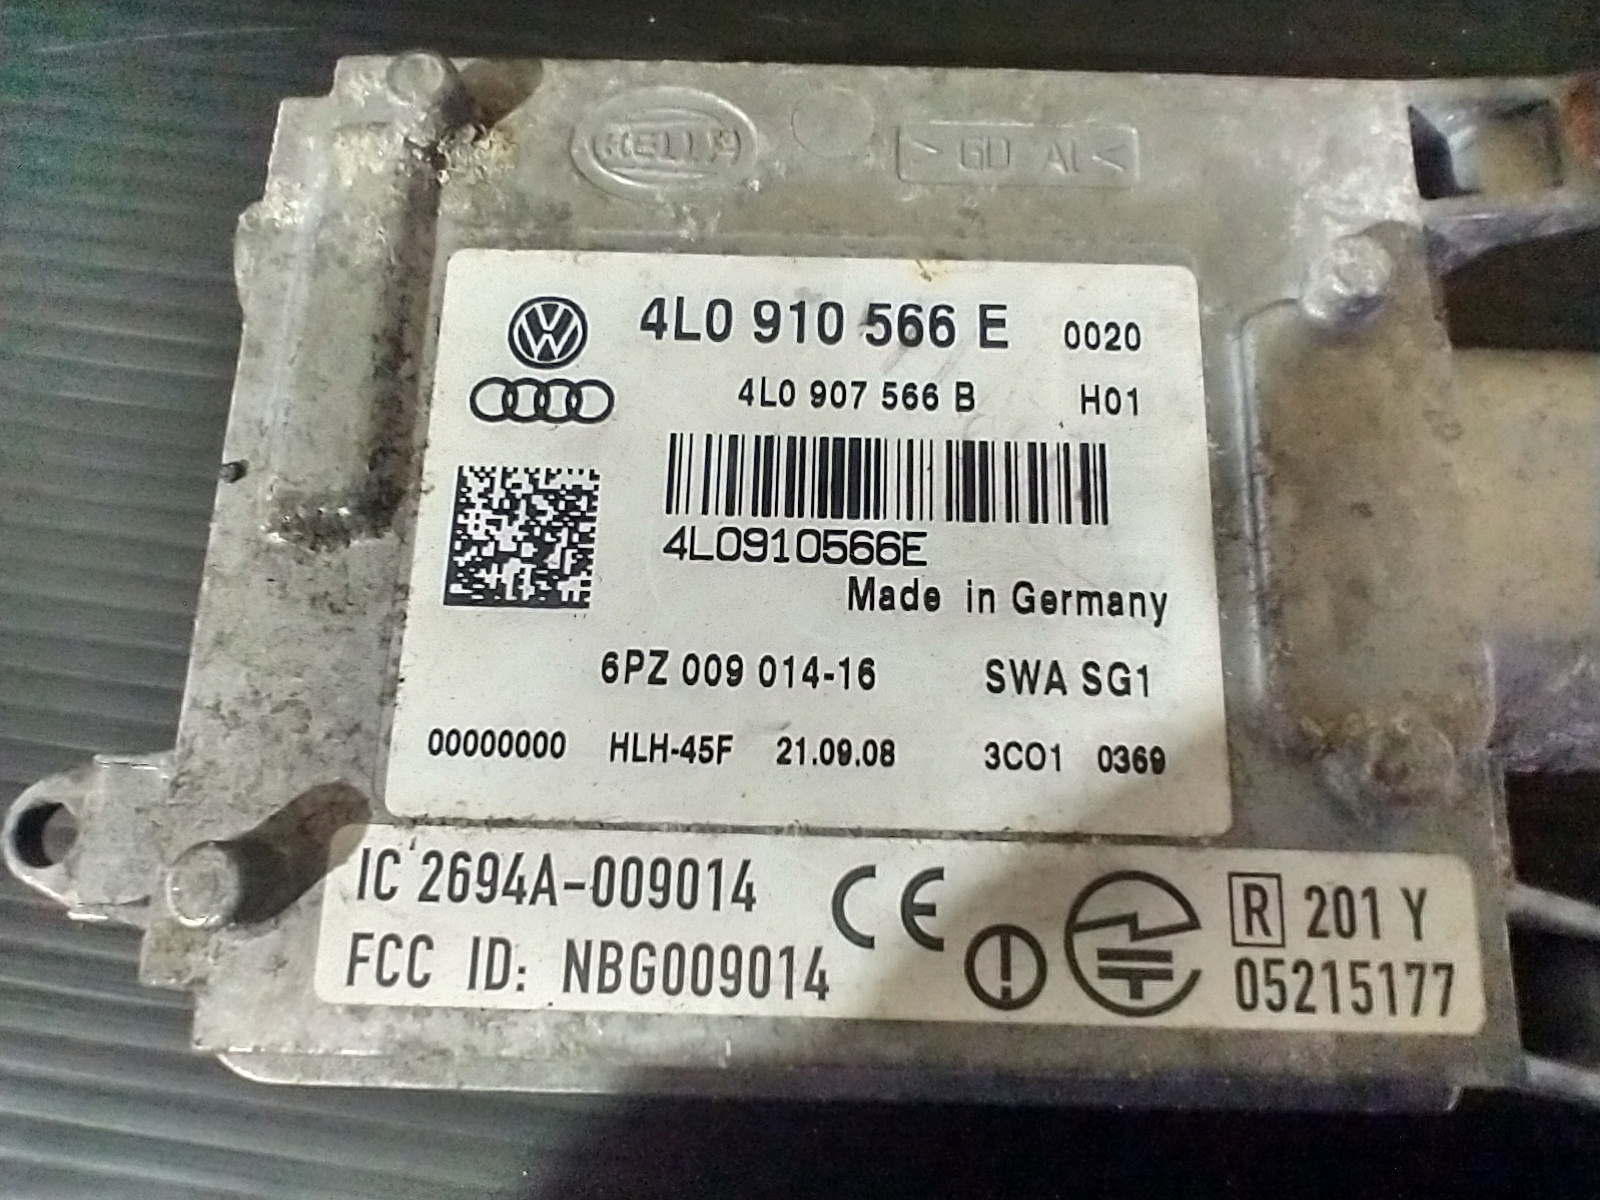 HELLA
> GD Al <
4L0 910 566 E 0020
4L0 907 566 B H01
4L0910566E
Made in Germany
6PZ 009 014-16 SWA SG1
00000000 HLH-45F 21.09.08 3C01 0369
IC 2694A-009014
FCC ID: NBG009014
CE
R 201 Y
05215177